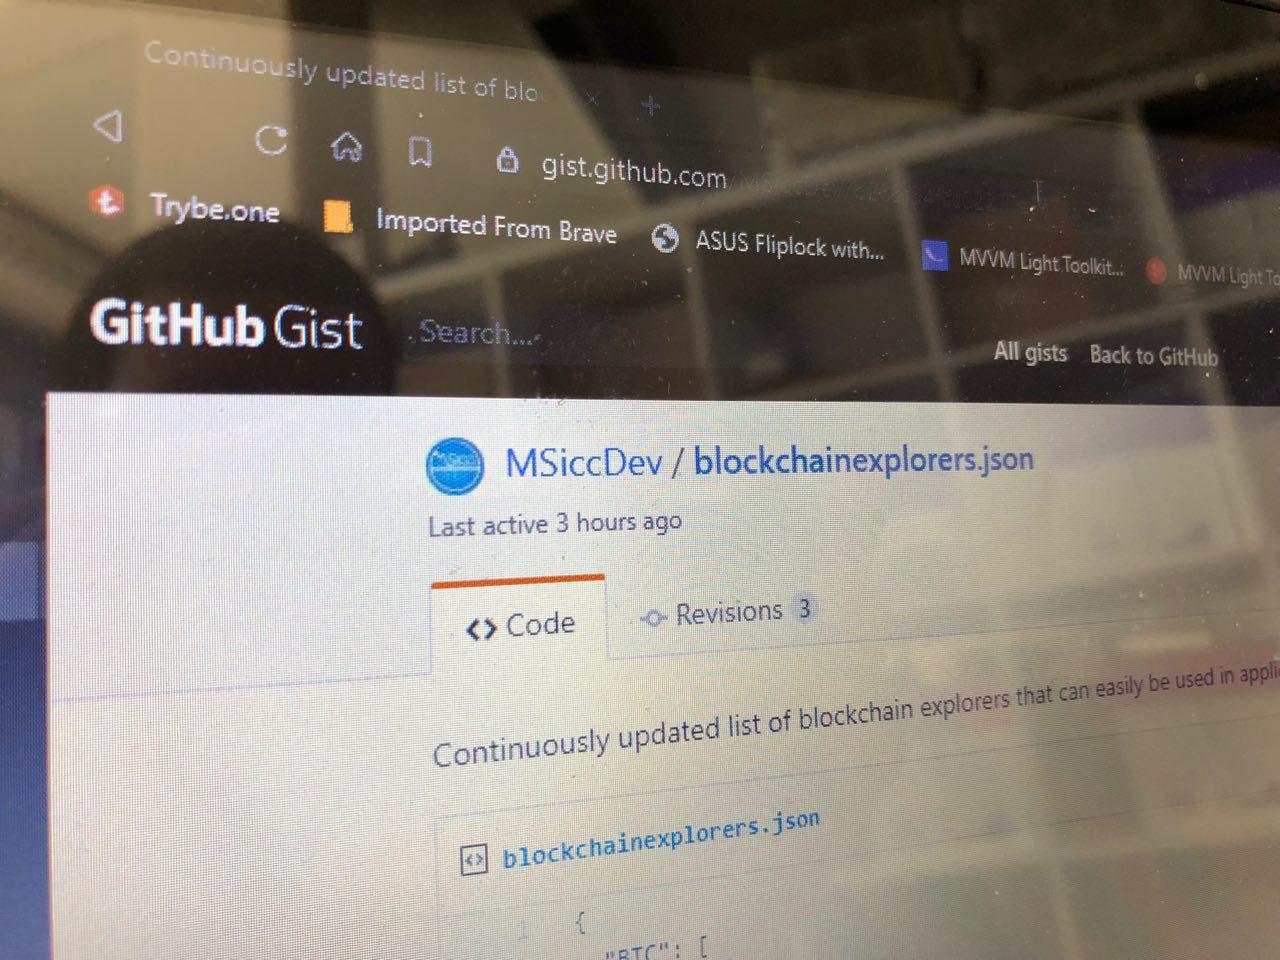 Continuously updated list of blo
gist.github.com
Trybe.one Imported From Brave ASUS Fliplock with... MVVM Light Toolkit... MVVM Light To
GitHub Gist Search... All gists Back to GitHub
MSiccDev / blockchainexplorers.json
Last active 3 hours ago
<> Code Revisions 3
Continuously updated list of blockchain explorers that can easily be used in appli
blockchainexplorers.json
1 {
"BTC": [